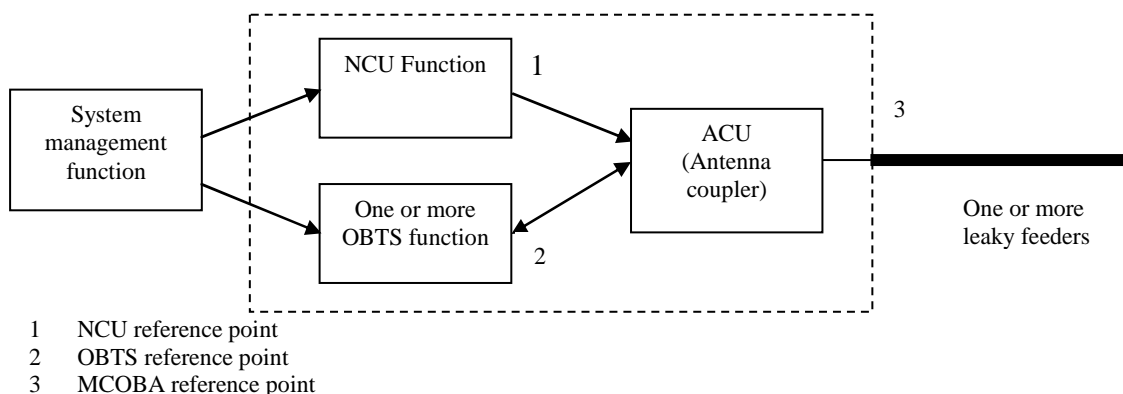 NCU Function
1
System
management
function
ACU
(Antenna
coupler)
3
One or more
OBTS function
2
One or more
leaky feeders
1 NCU reference point
2 OBTS reference point
3 MCOBA reference point